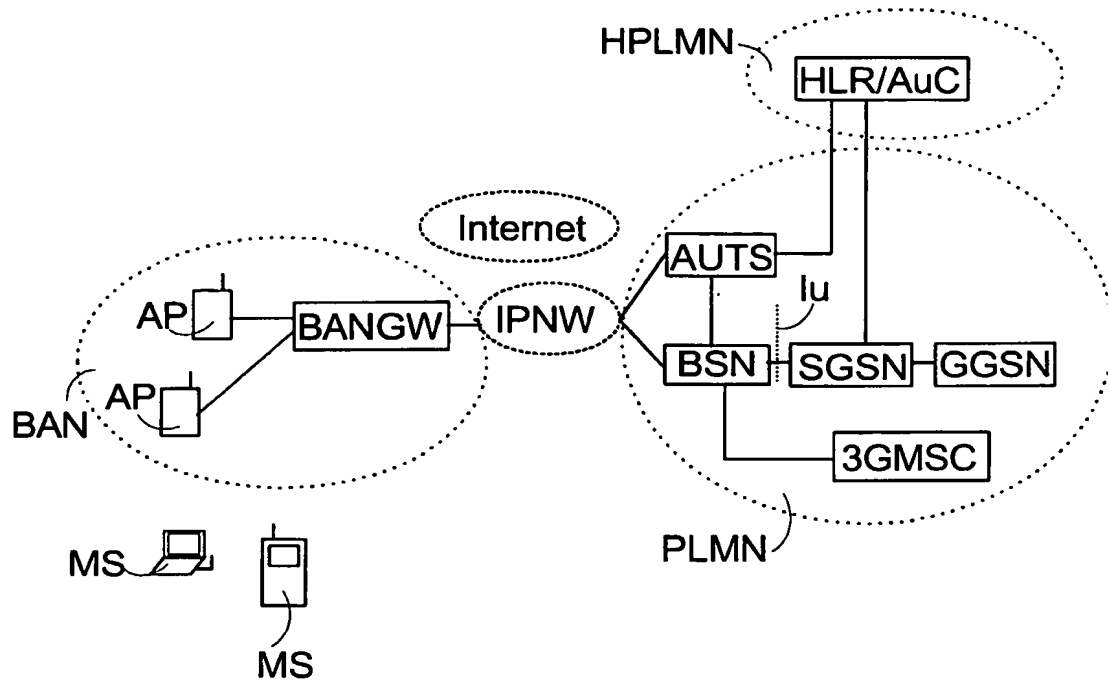 HPLMN
HLR/AuC
Internet
AUTS
Iu
AP
BANGW
IPNW
BSN
SGSN
GGSN
AP
BAN
3GMSC
PLMN
MS
MS